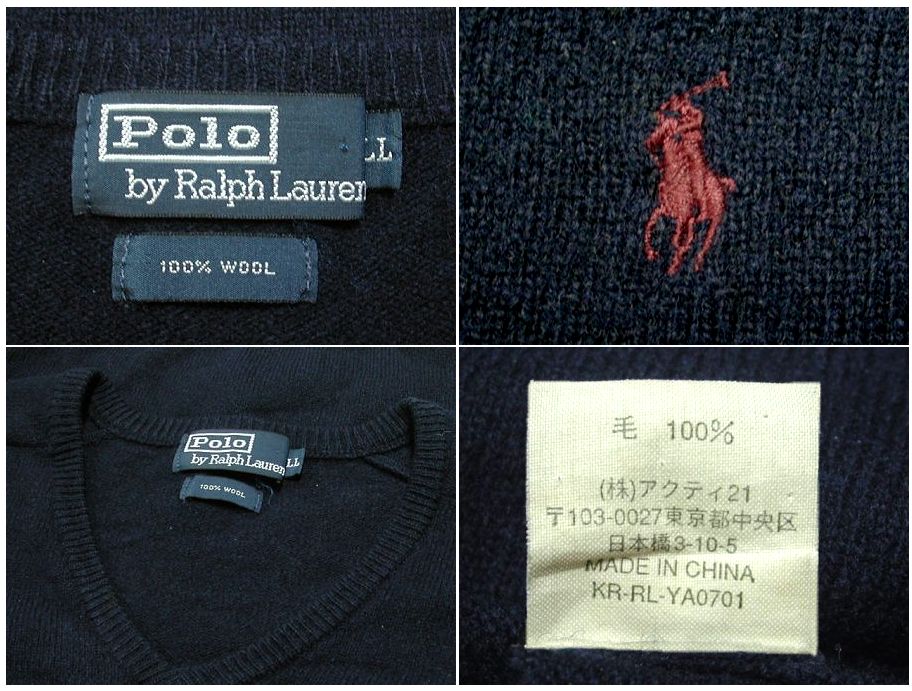 Polo
LL
by Ralph Lauren
100% WOOL
Polo
by Ralph Lauren
LL
100% WOOL
毛 100%
(株)アクティ21
〒103-0027東京都中央区
日本橋3-10-5
MADE IN CHINA
KR-RL-YA0701